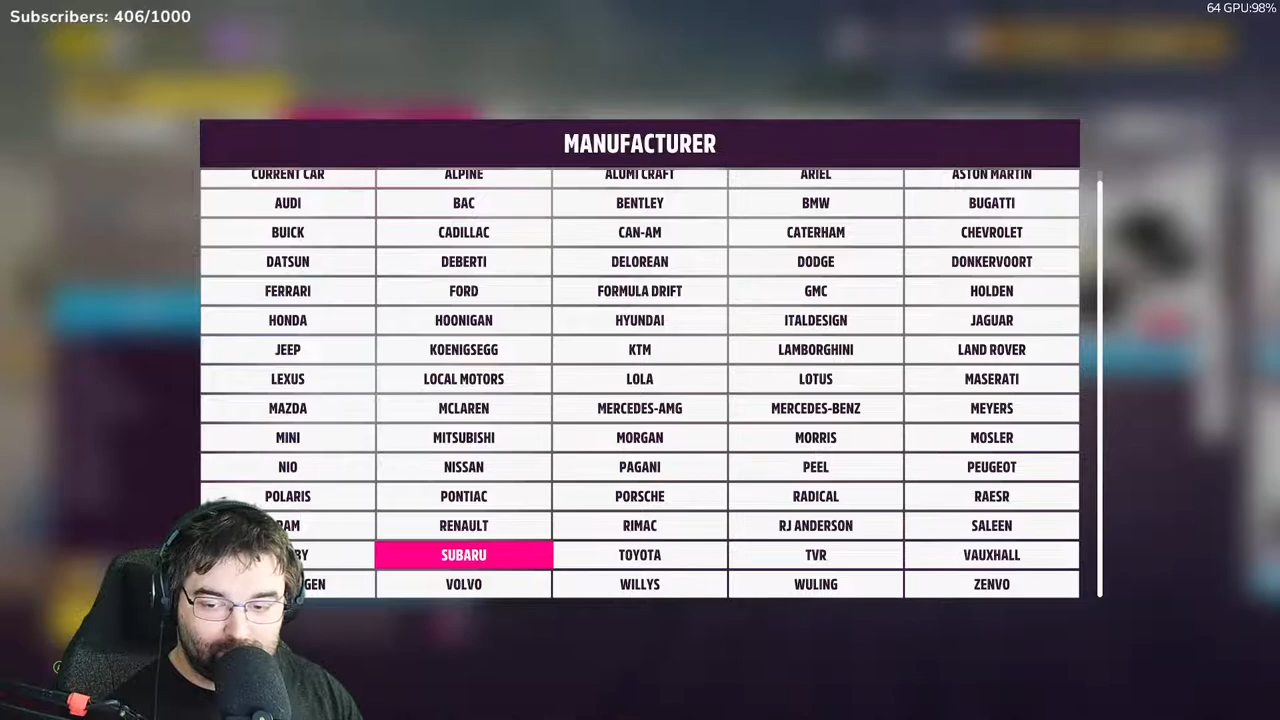 Subscribers: 406/1000
64 GPU:98%
MANUFACTURER
CURRENT CAR ALPINE ALUMI CRAFT ARIEL ASTON MARTIN
AUDI BAC BENTLEY BMW BUGATTI
BUICK CADILLAC CAN-AM CATERHAM CHEVROLET
DATSUN DEBERTI DELOREAN DODGE DONKERVOORT
FERRARI FORD FORMULA DRIFT GMC HOLDEN
HONDA HOONIGAN HYUNDAI ITALDESIGN JAGUAR
JEEP KOENIGSEGG KTM LAMBORGHINI LAND ROVER
LEXUS LOCAL MOTORS LOLA LOTUS MASERATI
MAZDA MCLAREN MERCEDES-AMG MERCEDES-BENZ MEYERS
MINI MITSUBISHI MORGAN MORRIS MOSLER
NIO NISSAN PAGANI PEEL PEUGEOT
POLARIS PONTIAC PORSCHE RADICAL RAESR
RAM RENAULT RIMAC RJ ANDERSON SALEEN
BY SUBARU TOYOTA TVR VAUXHALL
GEN VOLVO WILLYS WULING ZENVO